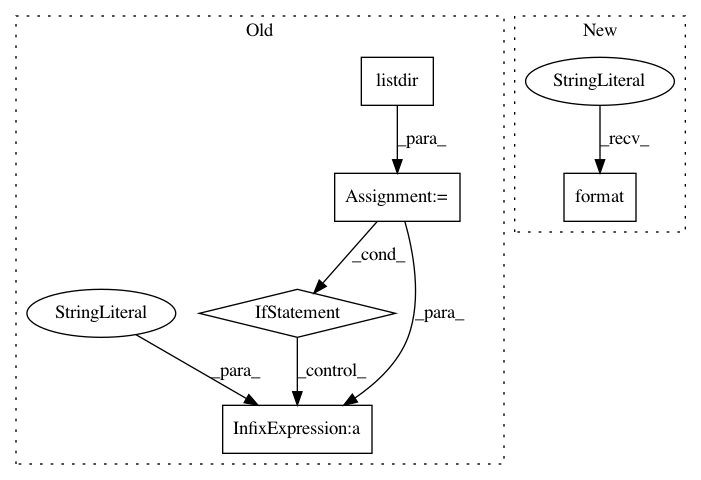 Old
New
listdir
StringLiteral
_para_
_recv_
Assignment:=
format
_cond_
StringLiteral
IfStatement
_para_
_para_
_control_
InfixExpression:a